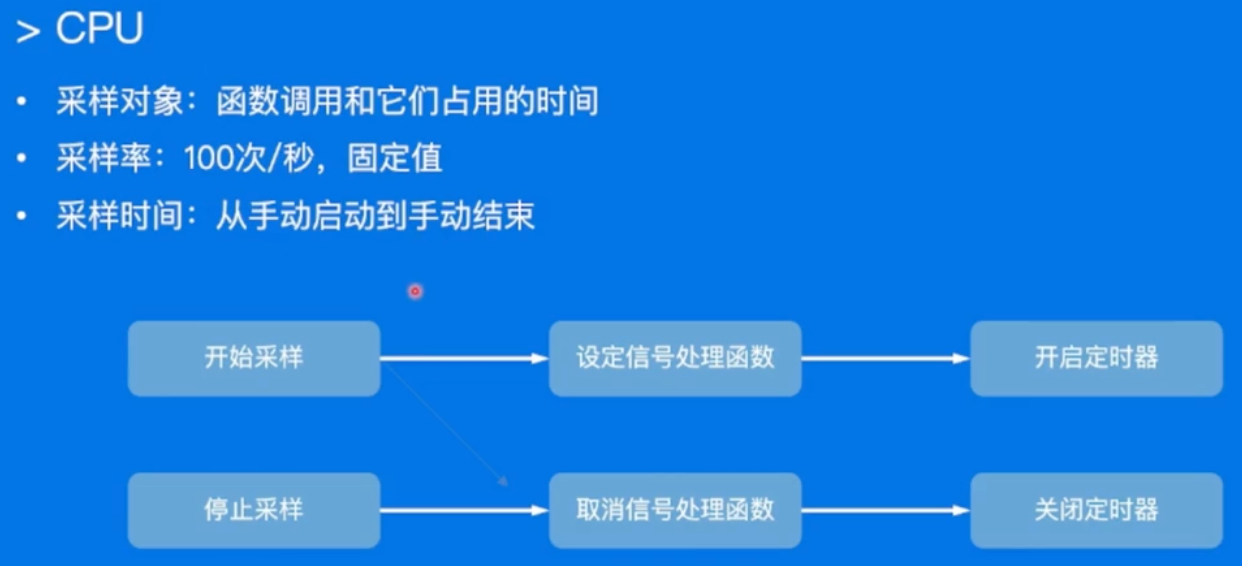 > CPU
• 采样对象：函数调用和它们占用的时间
• 采样率：100次/秒，固定值
• 采样时间：从手动启动到手动结束
开始采样 设定信号处理函数 开启定时器
停止采样 取消信号处理函数 关闭定时器